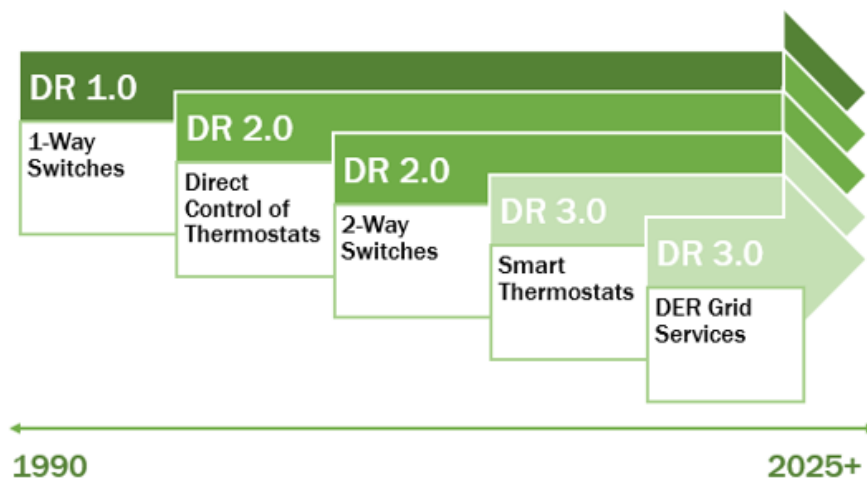 DR 1.0
1-Way
Switches
DR 2.0
Direct
Control of
Thermostats
DR 2.0
2-Way
Switches
DR 3.0
Smart
Thermostats
DR 3.0
DER Grid
Services
1990
2025+